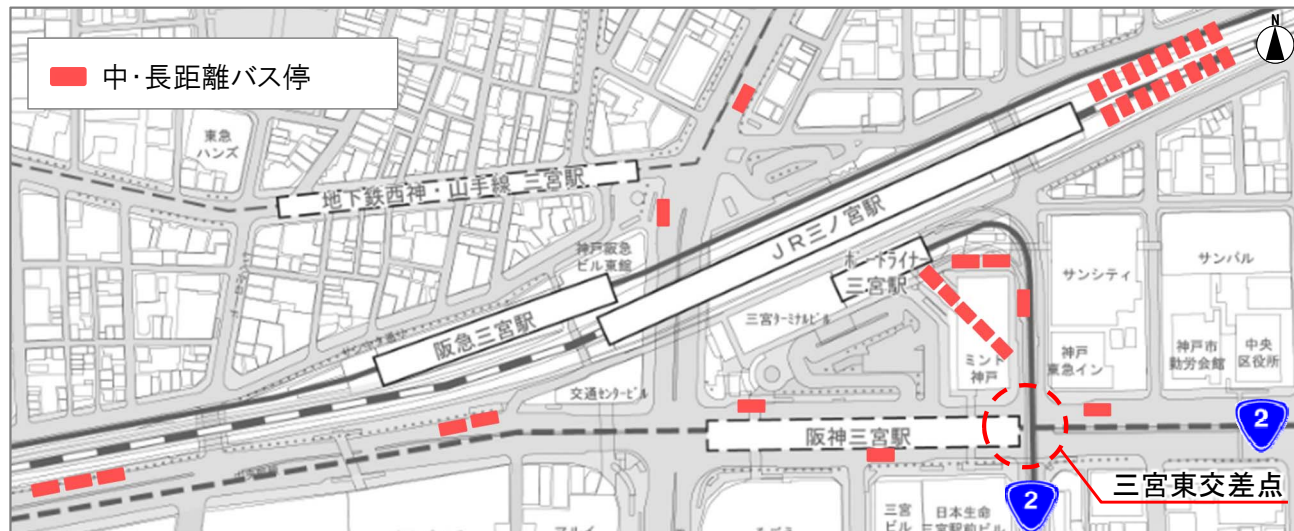 中・長距離バス停
N
東急
ハンズ
地下鉄西神・山手線 三宮駅
JR三ノ宮駅
神戸阪急
ビル東館
ポートライナー
三宮駅
サンシティ
サンパル
阪急三宮駅
三宮ターミナルビル
ミント
神戸
神戸
東急イン
神戸市
勤労会館
中央
区役所
交通センタービル
阪神三宮駅
2
2
三宮東交差点
三宮
ビル
日本生命
三宮駅前ビル